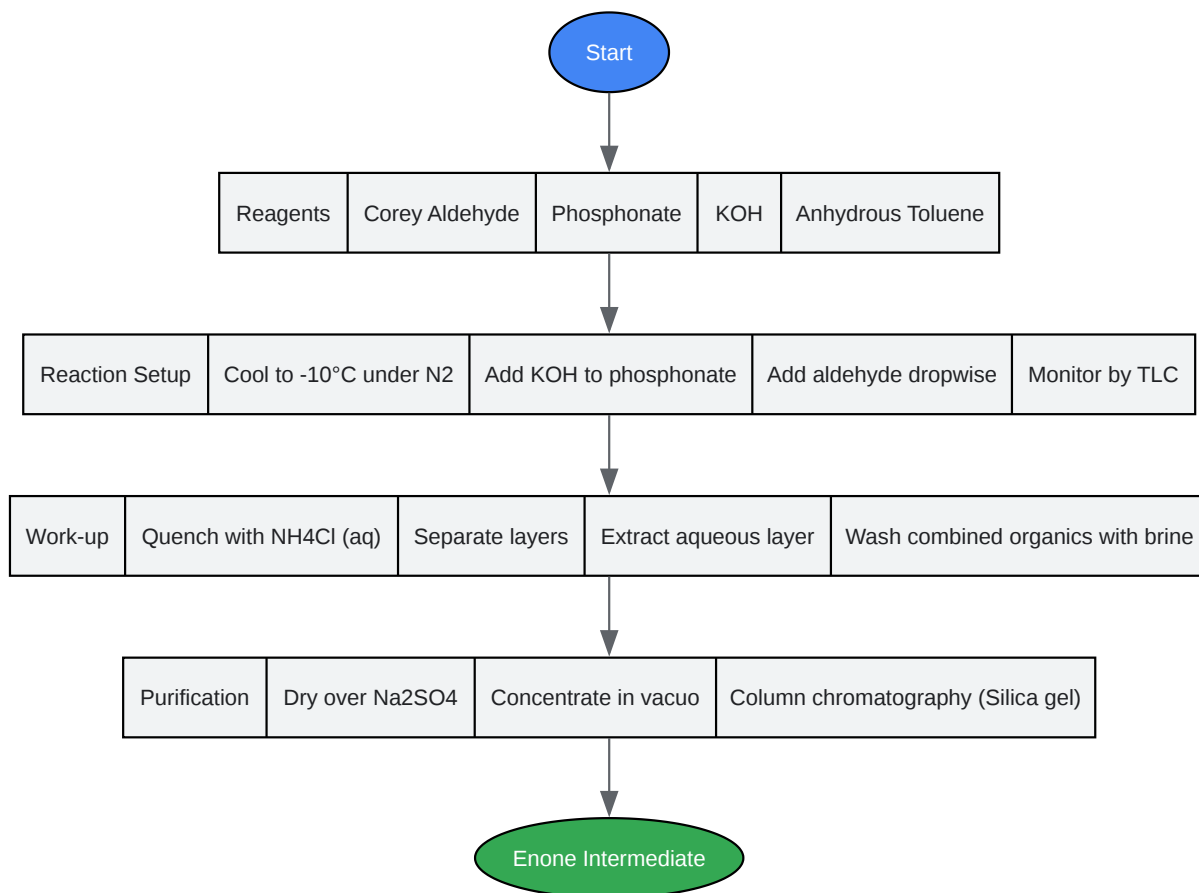 Start
Reagents
Corey Aldehyde
Phosphonate
KOH
Anhydrous Toluene
Reaction Setup
Cool to -10°C under N2
Add KOH to phosphonate
Add aldehyde dropwise
Monitor by TLC
Work-up
Quench with NH4Cl (aq)
Separate layers
Extract aqueous layer
Wash combined organics with brine
Purification
Dry over Na2SO4
Concentrate in vacuo
Column chromatography (Silica gel)
Enone Intermediate